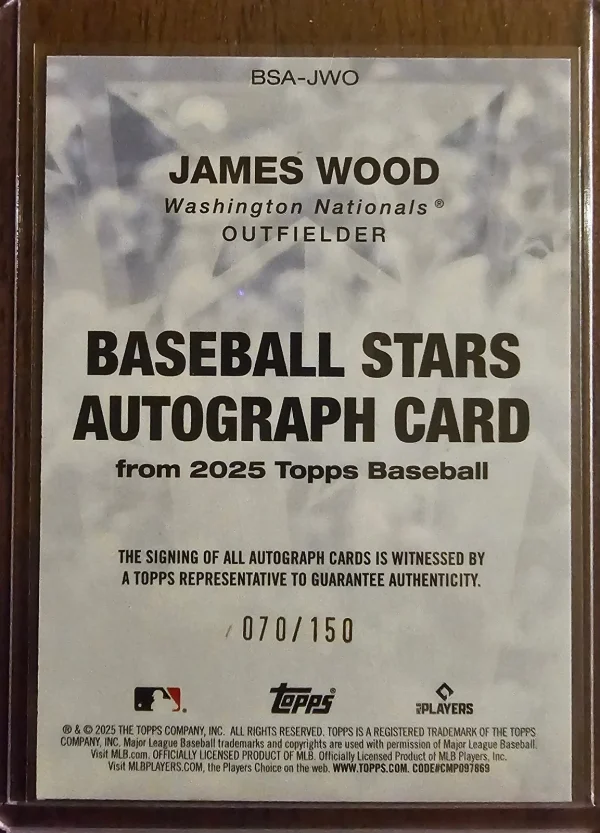 BSA-JWO
JAMES WOOD
Washington Nationals®
OUTFIELDER
BASEBALL STARS
AUTOGRAPH CARD
from 2025 Topps Baseball
THE SIGNING OF ALL AUTOGRAPH CARDS IS WITNESSED BY
A TOPPS REPRESENTATIVE TO GUARANTEE AUTHENTICITY.
070/150
topps®
MLB PLAYERS
® & © 2025 THE TOPPS COMPANY, INC. ALL RIGHTS RESERVED. TOPPS IS A REGISTERED TRADEMARK OF THE TOPPS
COMPANY, INC. Major League Baseball trademarks and copyrights are used with permission of Major League Baseball.
Visit MLB.com. OFFICIALLY LICENSED PRODUCT OF MLB. Officially Licensed Product of MLB Players, Inc.
Visit MLBPLAYERS.COM, the Players Choice on the web. WWW.TOPPS.COM. CODE#CMP097869